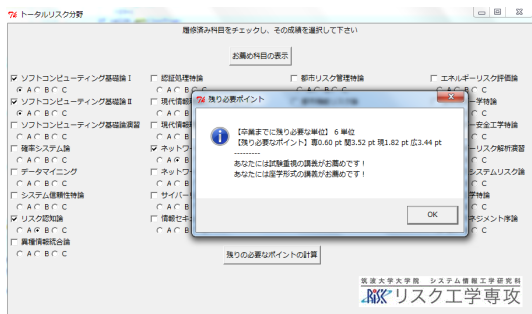 トータルリスク分野
履修済み科目をチェックし、その成績を選択して下さい
お薦め科目の表示
ソフトコンピューティング基礎論 I 認証処理特論 都市リスク管理特論 エネルギーリスク評価論
A B C C A B C C A B C C A B C C
ソフトコンピューティング基礎論 II 現代情報 学特論
A B C C A B
ソフトコンピューティング基礎論演習 現代情報 安全工学特論
A B C C A B C C
確率システム論 ネットワ リスク解析演習
A B C C A B C C
データマイニング ネットワ システムリスク論
A B C C A B C C
システム信頼性特論 サイバー 学特論
A B C C A B C C
リスク認知論 情報セキ ネジメント序論
A B C C A B C C
異種情報統合論
A B C C
残り必要ポイント
【卒業までに残り必要な単位】 6 単位
【残り必要ポイント】専0.60 pt 関3.52 pt 現1.82 pt 広3.44 pt
---------
あなたには試験重視の講義がお薦めです！
あなたには座学形式の講義がお薦めです！
OK
残りの必要なポイントの計算
筑波大学大学院 システム情報工学研究科
RISK リスク工学専攻